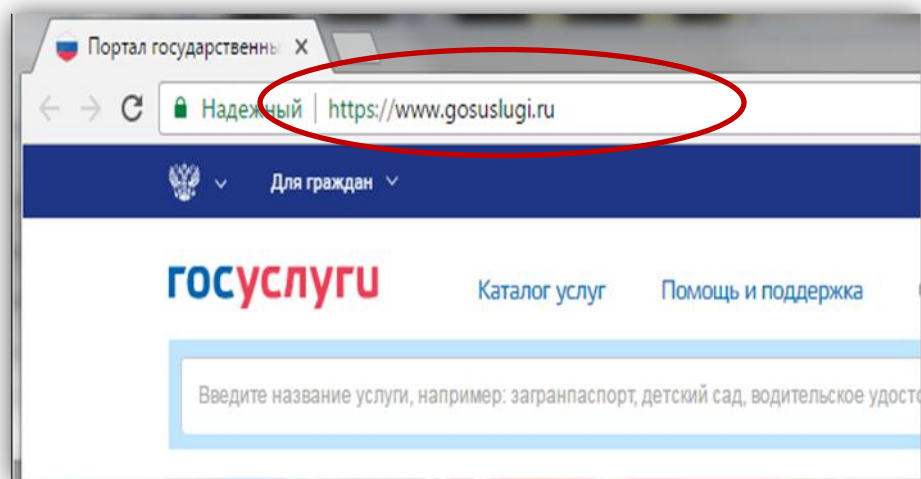 Портал государственны
Надежный | https://www.gosuslugi.ru
Для граждан
госуслуги
Каталог услуг Помощь и поддержка
Введите название услуги, например: загранпаспорт, детский сад, водительское удосто